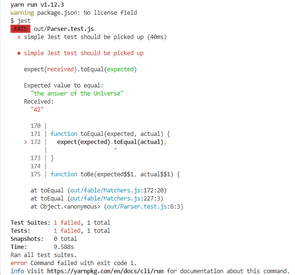 yarn run v1.12.3
warning package.json: No license field
$ jest
FAIL out/Parser.test.js
× simple Jest test should be picked up (40ms)
● simple Jest test should be picked up
expect(received).toEqual(expected)
Expected value to equal:
"the answer of the Universe"
Received:
"42"
170 |
171 | function toEqual(expected, actual) {
> 172 | expect(expected).toEqual(actual);
| ^
173 | }
174 |
175 | function toBe(expected$$1, actual$$1) {
at toEqual (out/fable/Matchers.js:172:20)
at toEqual (out/fable/Matchers.js:227:3)
at Object.<anonymous> (out/Parser.test.js:6:3)
Test Suites: 1 failed, 1 total
Tests: 1 failed, 1 total
Snapshots: 0 total
Time: 9.588s
Ran all test suites.
error Command failed with exit code 1.
info Visit https://yarnpkg.com/en/docs/cli/run for documentation about this command.